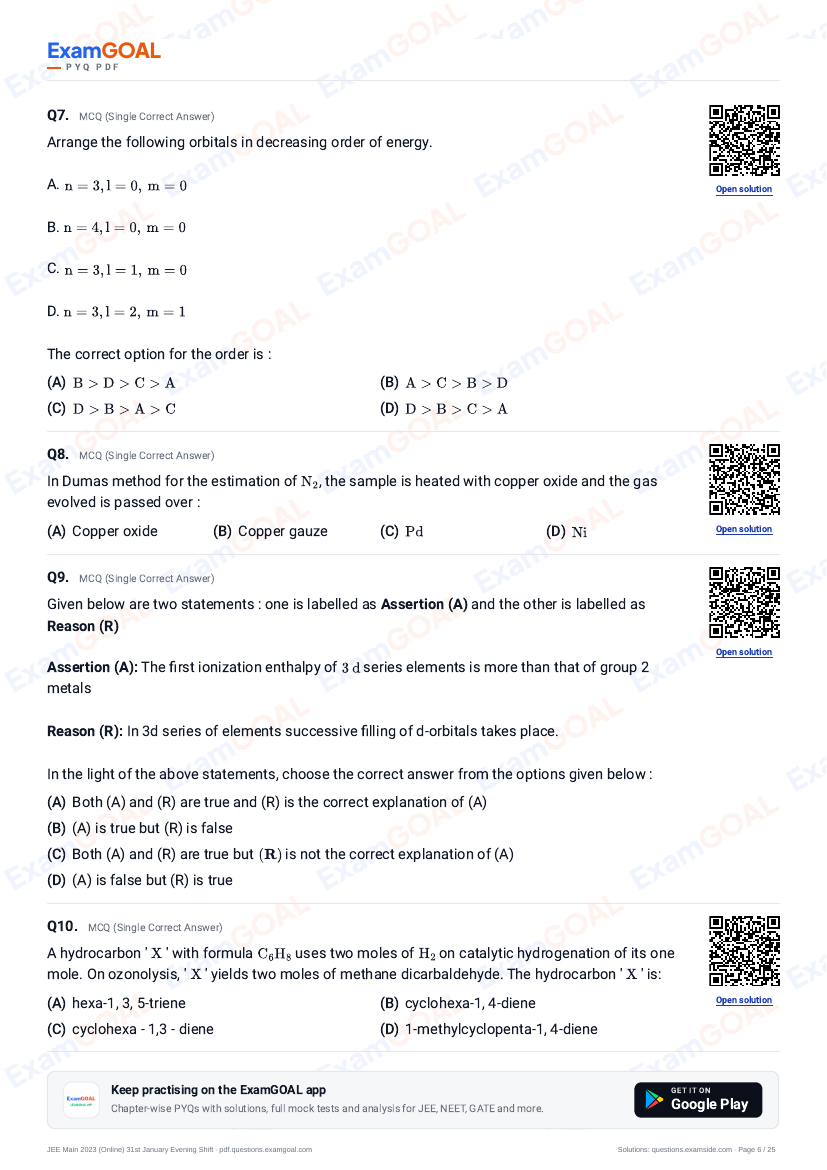 ExamGOAL
PYQ PDF
Q7. MCQ (Single Correct Answer)
Arrange the following orbitals in decreasing order of energy.
A. n = 3, l = 0, m = 0
B. n = 4, l = 0, m = 0
C. n = 3, l = 1, m = 0
D. n = 3, l = 2, m = 1
The correct option for the order is :
(A) B > D > C > A
(B) A > C > B > D
(C) D > B > A > C
(D) D > B > C > A
Open solution
Q8. MCQ (Single Correct Answer)
In Dumas method for the estimation of N₂, the sample is heated with copper oxide and the gas
evolved is passed over :
(A) Copper oxide
(B) Copper gauze
(C) Pd
(D) Ni
Open solution
Q9. MCQ (Single Correct Answer)
Given below are two statements : one is labelled as Assertion (A) and the other is labelled as
Reason (R)
Assertion (A): The first ionization enthalpy of 3 d series elements is more than that of group 2
metals
Reason (R): In 3d series of elements successive filling of d-orbitals takes place.
In the light of the above statements, choose the correct answer from the options given below :
(A) Both (A) and (R) are true and (R) is the correct explanation of (A)
(B) (A) is true but (R) is false
(C) Both (A) and (R) are true but (R) is not the correct explanation of (A)
(D) (A) is false but (R) is true
Open solution
Q10. MCQ (Single Correct Answer)
A hydrocarbon ' X ' with formula C₆H₈ uses two moles of H₂ on catalytic hydrogenation of its one
mole. On ozonolysis, ' X ' yields two moles of methane dicarbaldehyde. The hydrocarbon ' X ' is:
(A) hexa-1, 3, 5-triene
(B) cyclohexa-1, 4-diene
(C) cyclohexa - 1,3 - diene
(D) 1-methylcyclopenta-1, 4-diene
Open solution
ExamGOAL
Keep practising on the ExamGOAL app
Chapter-wise PYQs with solutions, full mock tests and analysis for JEE, NEET, GATE and more.
GET IT ON
Google Play
JEE Main 2023 (Online) 31st January Evening Shift · pdf.questions.examgoal.com
Solutions: questions.examside.com · Page 6 / 25